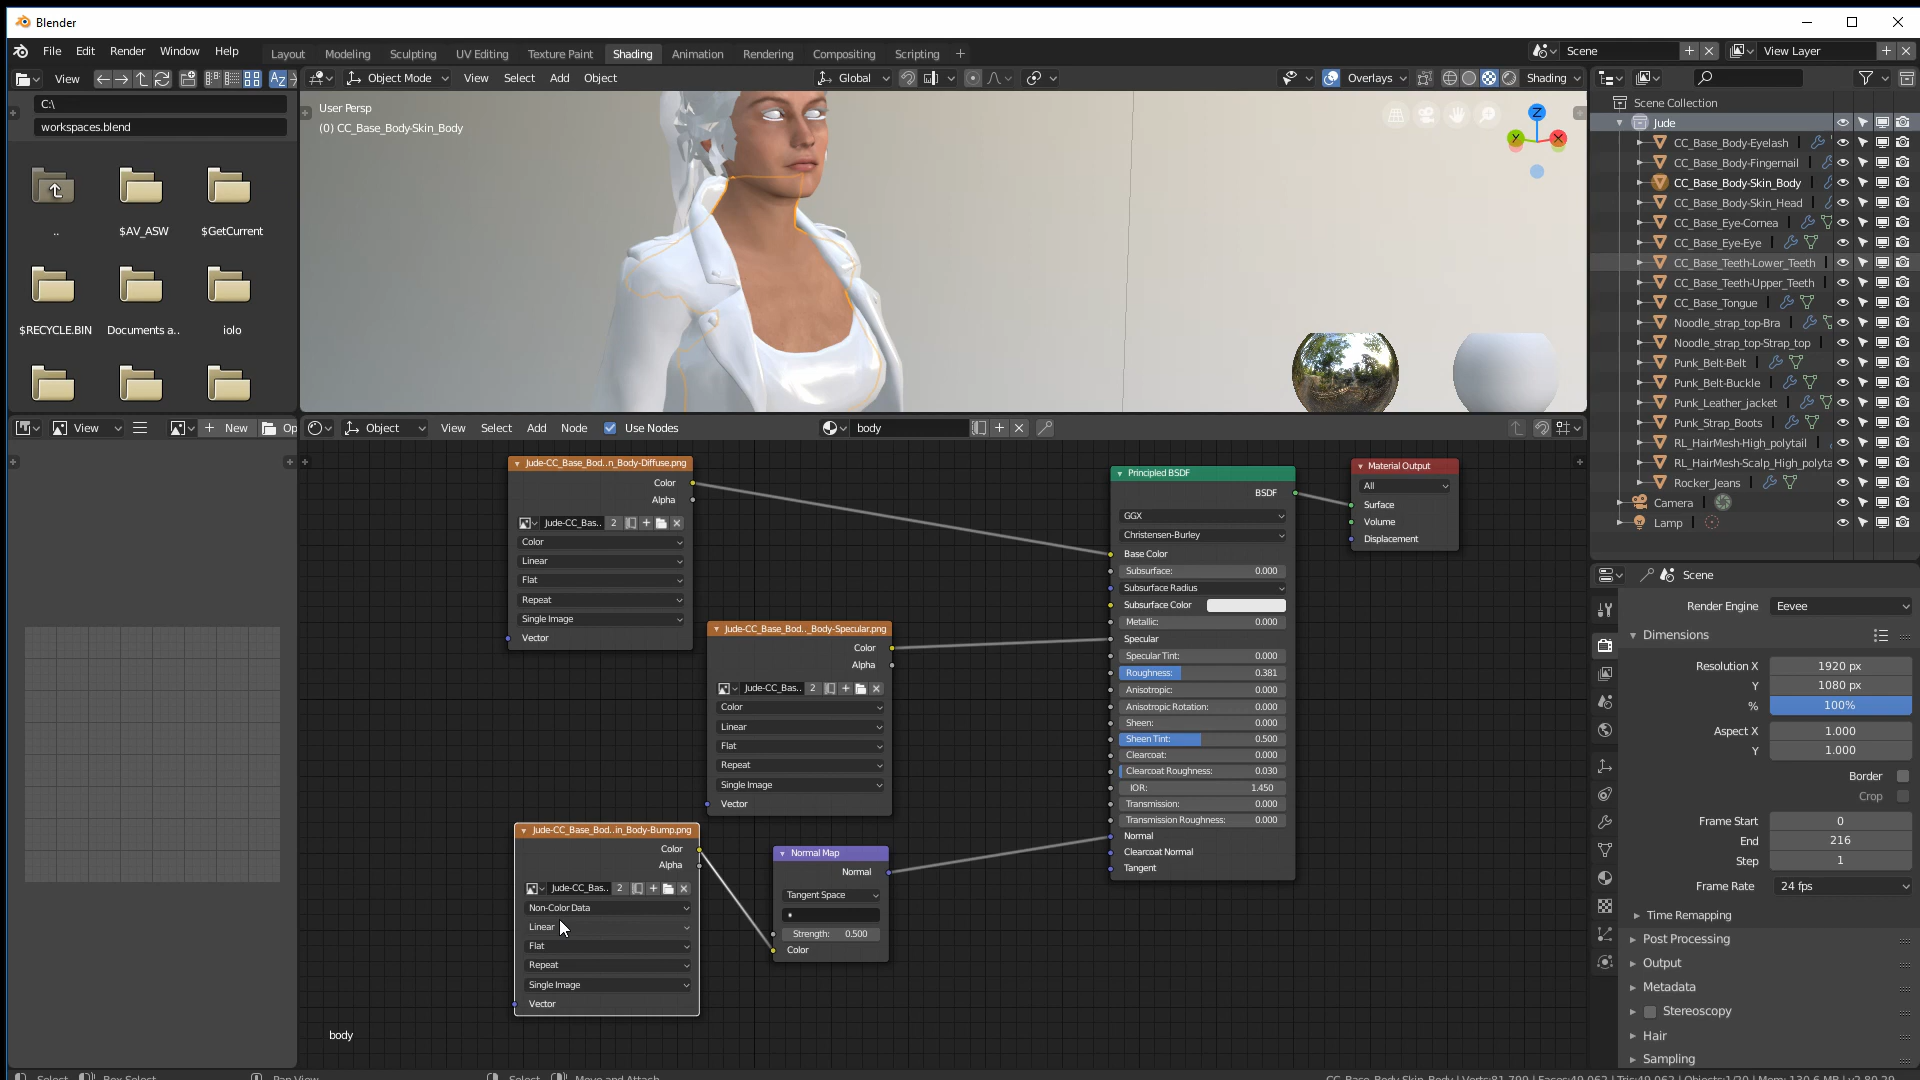 Blender
File Edit Render Window Help
Layout Modeling Sculpting UV Editing Texture Paint Shading Animation Rendering Compositing Scripting +
Scene
View Layer
View
Object Mode View Select Add Object
Global
Overlays
Shading
C:\
workspaces.blend
..
$AV_ASW
$GetCurrent
$RECYCLE.BIN
Documents a..
iolo
User Persp
(0) CC_Base_Body-Skin_Body
Z
Y
X
Scene Collection
Jude
CC_Base_Body-Eyelash
CC_Base_Body-Fingernail
CC_Base_Body-Skin_Body
CC_Base_Body-Skin_Head
CC_Base_Eye-Cornea
CC_Base_Eye-Eye
CC_Base_Teeth-Lower_Teeth
CC_Base_Teeth-Upper_Teeth
CC_Base_Tongue
Noodle_strap_top-Bra
Noodle_strap_top-Strap_top
Punk_Belt-Belt
Punk_Belt-Buckle
Punk_Leather_jacket
Punk_Strap_Boots
RL_HairMesh-High_polytail
RL_HairMesh-Scalp_High_polyta
Rocker_Jeans
Camera
Lamp
View
New
Op
Object View Select Add Node Use Nodes
body
Jude-CC_Base_Bod..n_Body-Diffuse.png
Color
Alpha
Jude-CC_Bas.. 2
Color
Linear
Flat
Repeat
Single Image
Vector
Jude-CC_Base_Bod.._Body-Specular.png
Color
Alpha
Jude-CC_Bas.. 2
Color
Linear
Flat
Repeat
Single Image
Vector
Jude-CC_Base_Bod..in_Body-Bump.png
Color
Alpha
Jude-CC_Bas.. 2
Non-Color Data
Linear
Flat
Repeat
Single Image
Vector
Normal Map
Normal
Tangent Space
Strength: 0.500
Color
Principled BSDF
BSDF
GGX
Christensen-Burley
Base Color
Subsurface: 0.000
Subsurface Radius
Subsurface Color
Metallic: 0.000
Specular
Specular Tint: 0.000
Roughness: 0.381
Anisotropic: 0.000
Anisotropic Rotation: 0.000
Sheen: 0.000
Sheen Tint: 0.500
Clearcoat: 0.000
Clearcoat Roughness: 0.030
IOR: 1.450
Transmission: 0.000
Transmission Roughness: 0.000
Normal
Clearcoat Normal
Tangent
Material Output
All
Surface
Volume
Displacement
body
Scene
Render Engine Eevee
Dimensions
Resolution X 1920 px
Y 1080 px
% 100%
Aspect X 1.000
Y 1.000
Border
Crop
Frame Start 0
End 216
Step 1
Frame Rate 24 fps
Time Remapping
Post Processing
Output
Metadata
Stereoscopy
Hair
Sampling
Select Box Select Pan View Select Move and Attach